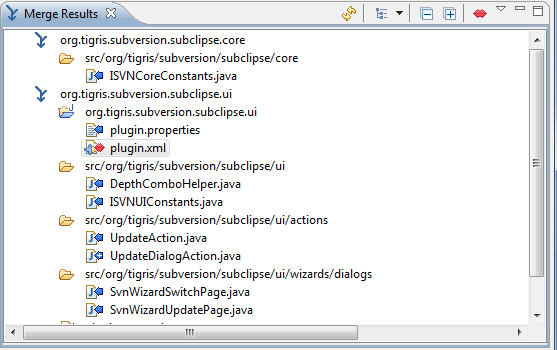 Merge Results
org.tigris.subversion.subclipse.core
src/org/tigris/subversion/subclipse/core
ISVNCoreConstants.java
org.tigris.subversion.subclipse.ui
org.tigris.subversion.subclipse.ui
plugin.properties
plugin.xml
src/org/tigris/subversion/subclipse/ui
DepthComboHelper.java
ISVNUIConstants.java
src/org/tigris/subversion/subclipse/ui/actions
UpdateAction.java
UpdateDialogAction.java
src/org/tigris/subversion/subclipse/ui/wizards/dialogs
SvnWizardSwitchPage.java
SvnWizardUpdatePage.java